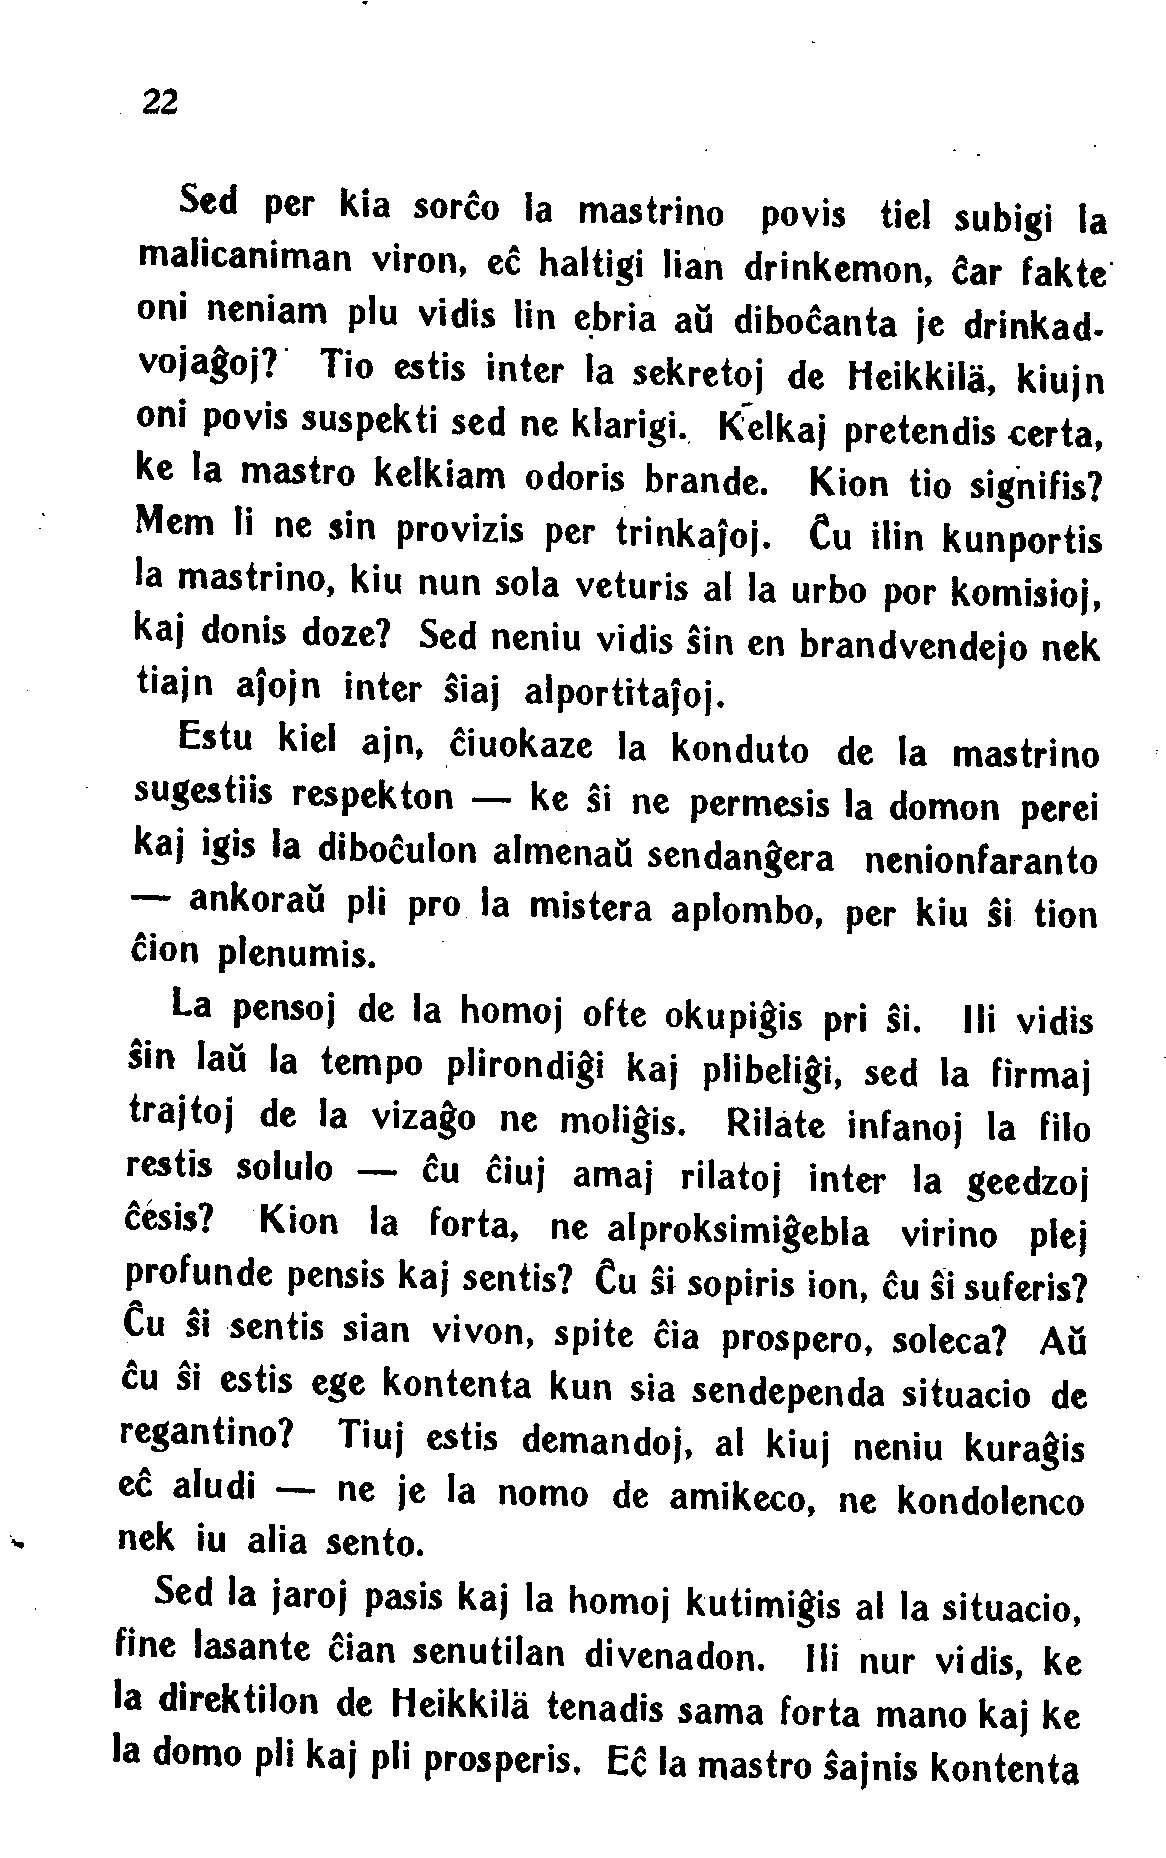 22
Sed per kia sorĉo la mastrino povis tiel subigi la
malicaniman viron, eĉ haltigi lian drinkemon, ĉar fakte
oni neniam plu vidis lin ebria aŭ diboĉanta je drinkad-
vojaĝoj? Tio estis inter la sekretoj de Heikkilä, kiujn
oni povis suspekti sed ne klarigi. Kelkaj pretendis certa,
ke la mastro kelkiam odoris brande. Kion tio signifis?
Mem li ne sin provizis per trinkaĵoj. Ĉu ilin kunportis
la mastrino, kiu nun sola veturis al la urbo por komisioj,
kaj donis doze? Sed neniu vidis ŝin en brandvendejo nek
tiajn aĵojn inter ŝiaj alportitaĵoj.
Estu kiel ajn, ĉiuokaze la konduto de la mastrino
sugestiis respekton — ke ŝi ne permesis la domon perei
kaj igis la diboĉulon almenaŭ sendanĝera nenionfaranto
— ankoraŭ pli pro la mistera aplombo, per kiu ŝi tion
ĉion plenumis.
La pensoj de la homoj ofte okupiĝis pri ŝi. Ili vidis
ŝin laŭ la tempo plirondiĝi kaj plibeliĝi, sed la firmaj
trajtoj de la vizaĝo ne moliĝis. Rilate infanoj la filo
restis solulo — ĉu ĉiuj amaj rilatoj inter la geedzoj
ĉesis? Kion la forta, ne alproksimiĝebla virino plej
profunde pensis kaj sentis? Ĉu ŝi sopiris ion, ĉu ŝi suferis?
Ĉu ŝi sentis sian vivon, spite ĉia prospero, soleca? Aŭ
ĉu ŝi estis ege kontenta kun sia sendependa situacio de
regantino? Tiuj estis demandoj, al kiuj neniu kuraĝis
eĉ aludi — ne je la nomo de amikeco, ne kondolenco
nek iu alia sento.
Sed la jaroj pasis kaj la homoj kutimiĝis al la situacio,
fine lasante ĉian senutilan divenadon. Ili nur vidis, ke
la direktilon de Heikkilä tenadis sama forta mano kaj ke
la domo pli kaj pli prosperis. Eĉ la mastro ŝajnis kontenta